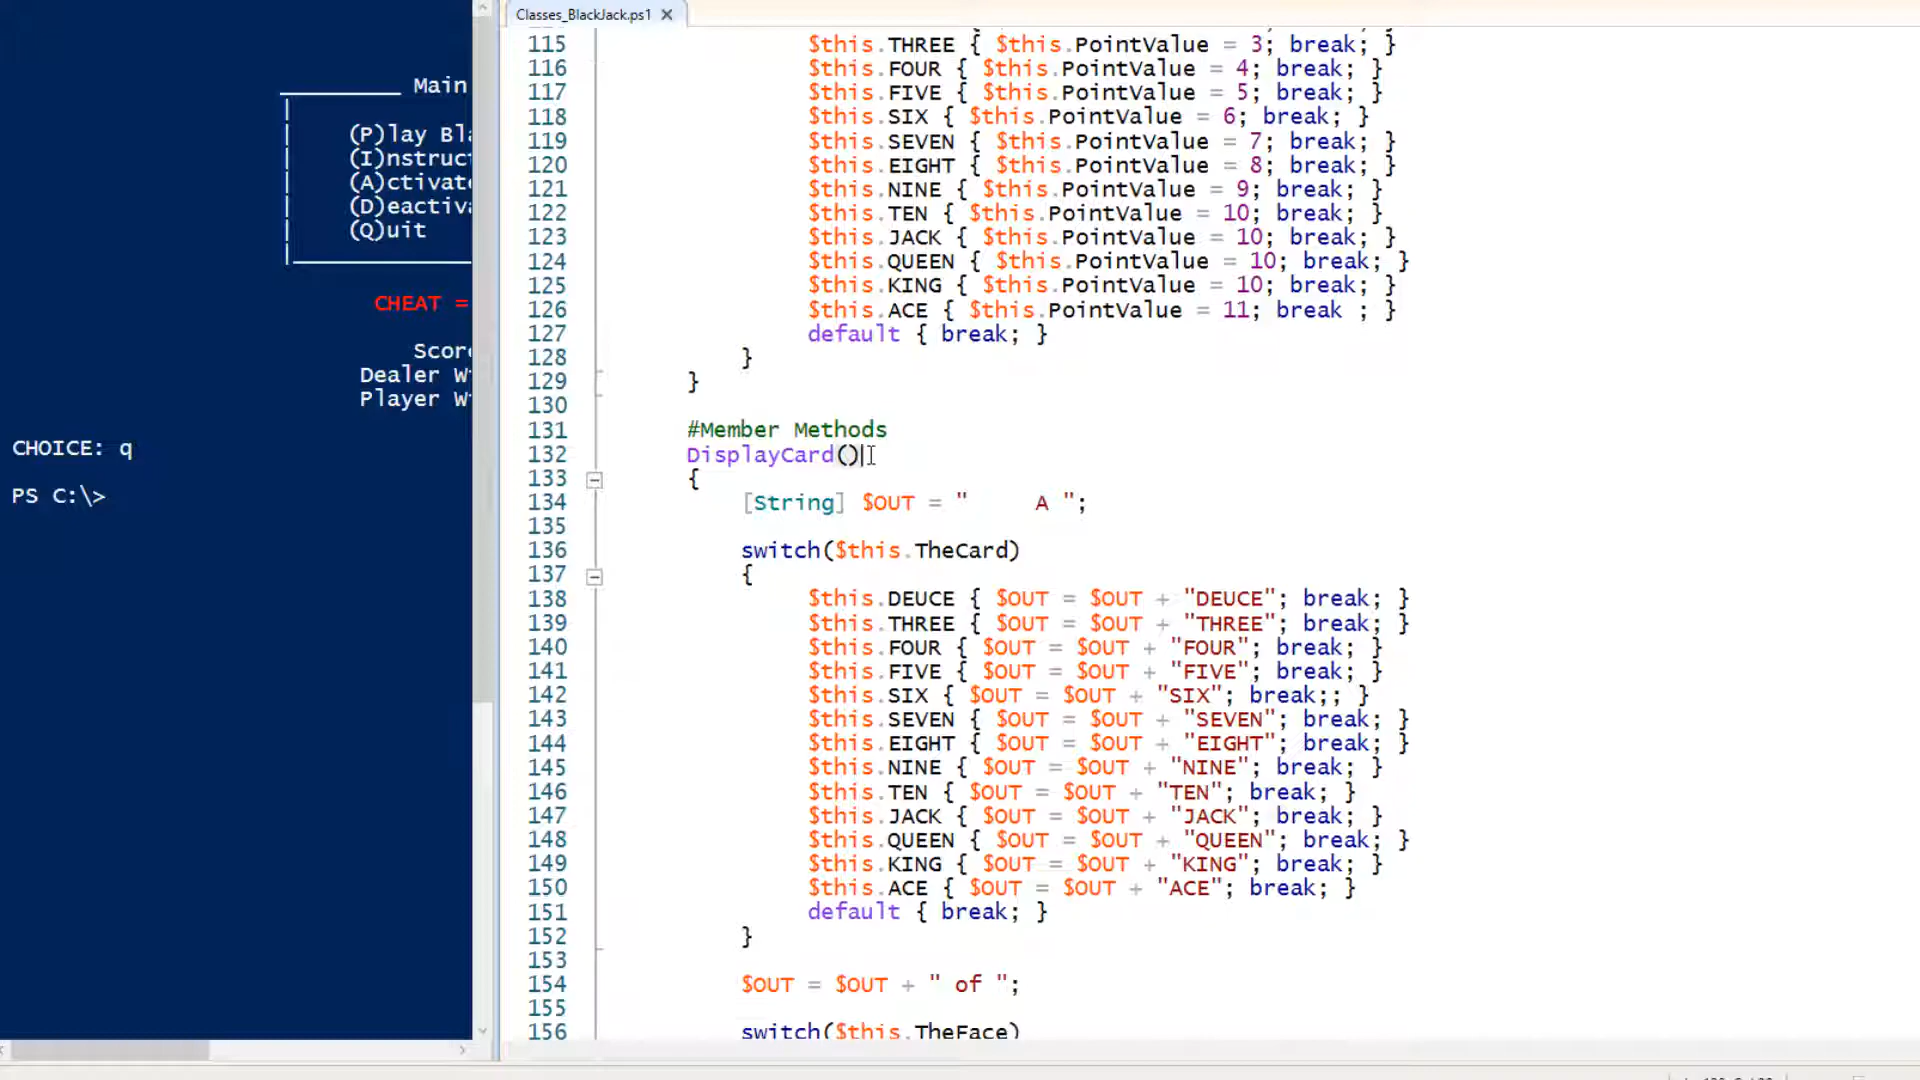 Classes_BlackJack.ps1
Main
(P)lay Bla
(I)nstruct
(A)ctivate
(D)eactiva
(Q)uit
CHEAT =
Score
Dealer W
Player W
CHOICE: q
PS C:\>
115 $this.THREE { $this.PointValue = 3; break; }
116 $this.FOUR { $this.PointValue = 4; break; }
117 $this.FIVE { $this.PointValue = 5; break; }
118 $this.SIX { $this.PointValue = 6; break; }
119 $this.SEVEN { $this.PointValue = 7; break; }
120 $this.EIGHT { $this.PointValue = 8; break; }
121 $this.NINE { $this.PointValue = 9; break; }
122 $this.TEN { $this.PointValue = 10; break; }
123 $this.JACK { $this.PointValue = 10; break; }
124 $this.QUEEN { $this.PointValue = 10; break; }
125 $this.KING { $this.PointValue = 10; break; }
126 $this.ACE { $this.PointValue = 11; break ; }
127 default { break; }
128 }
129 }
130
131 #Member Methods
132 DisplayCard()
133 {
134 [String] $OUT = "     A ";
135
136 switch($this.TheCard)
137 {
138 $this.DEUCE { $OUT = $OUT + "DEUCE"; break; }
139 $this.THREE { $OUT = $OUT + "THREE"; break; }
140 $this.FOUR { $OUT = $OUT + "FOUR"; break; }
141 $this.FIVE { $OUT = $OUT + "FIVE"; break; }
142 $this.SIX { $OUT = $OUT + "SIX"; break;; }
143 $this.SEVEN { $OUT = $OUT + "SEVEN"; break; }
144 $this.EIGHT { $OUT = $OUT + "EIGHT"; break; }
145 $this.NINE { $OUT = $OUT + "NINE"; break; }
146 $this.TEN { $OUT = $OUT + "TEN"; break; }
147 $this.JACK { $OUT = $OUT + "JACK"; break; }
148 $this.QUEEN { $OUT = $OUT + "QUEEN"; break; }
149 $this.KING { $OUT = $OUT + "KING"; break; }
150 $this.ACE { $OUT = $OUT + "ACE"; break; }
151 default { break; }
152 }
153
154 $OUT = $OUT + " of ";
155
156 switch($this.TheFace)